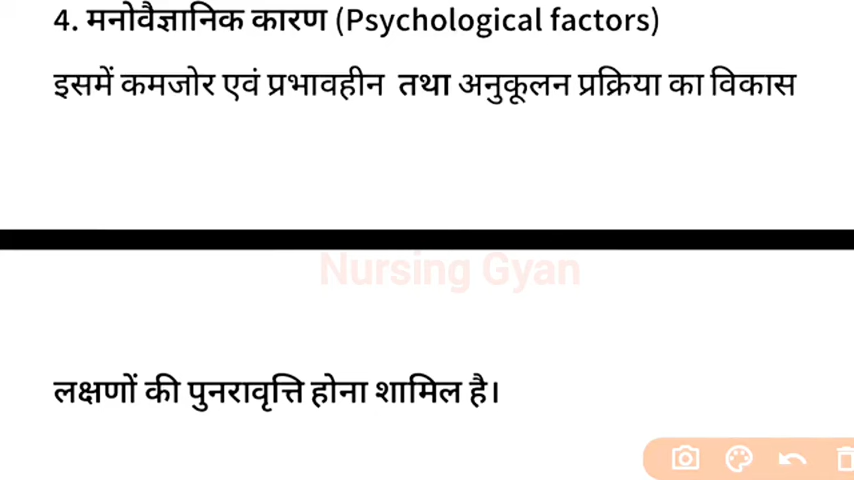 4. मनोवैज्ञानिक कारण (Psychological factors)
इसमें कमजोर एवं प्रभावहीन तथा अनुकूलन प्रक्रिया का विकास
Nursing Gyan
लक्षणों की पुनरावृत्ति होना शामिल है।